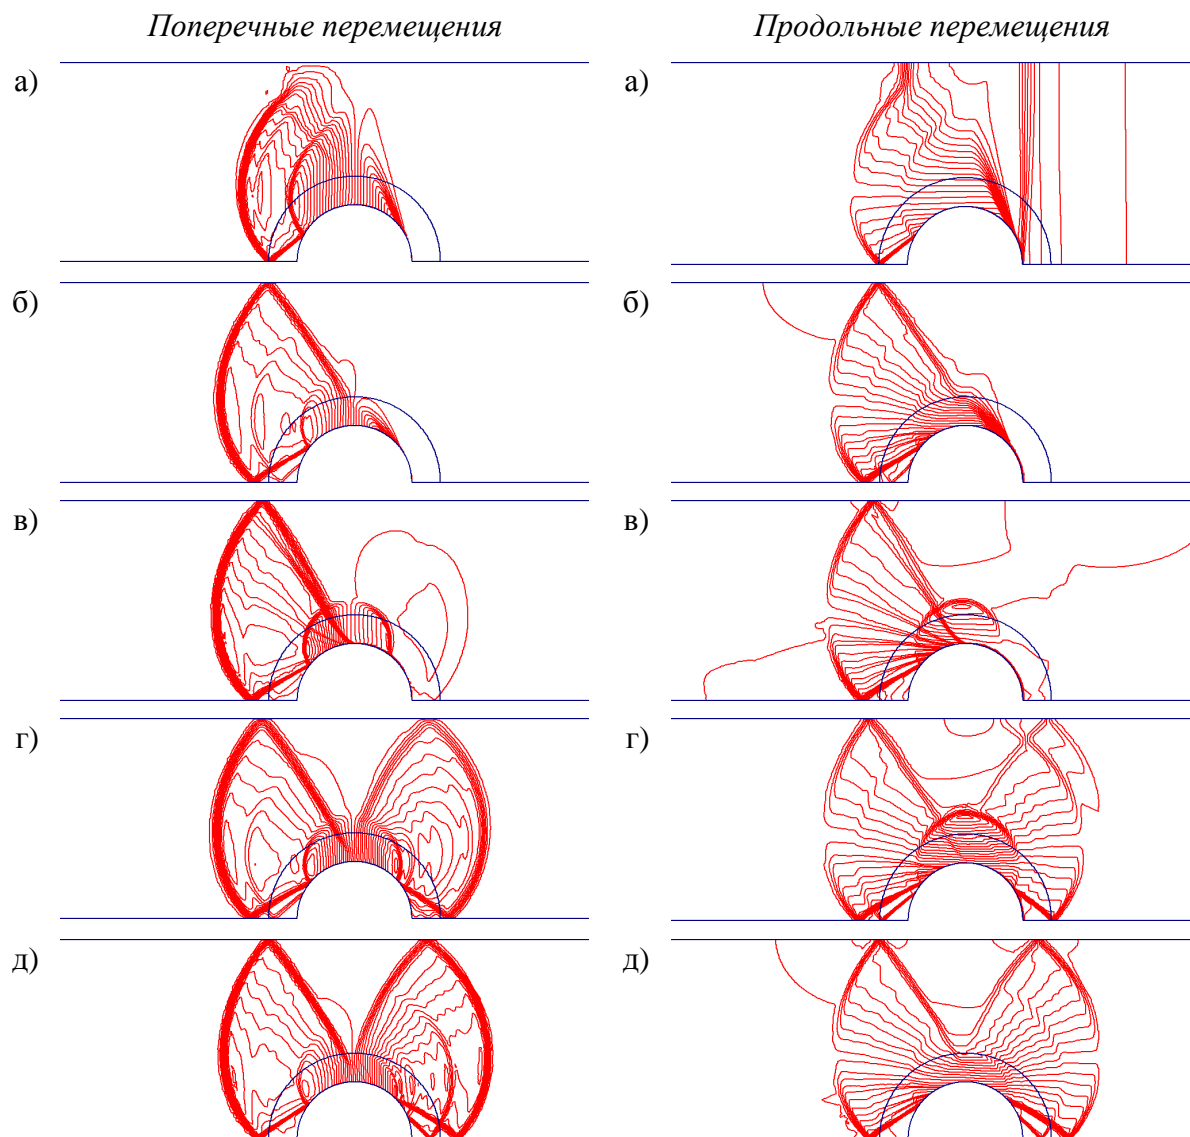 Поперечные перемещения Продольные перемещения
а) а)
б) б)
в) в)
г) г)
д) д)